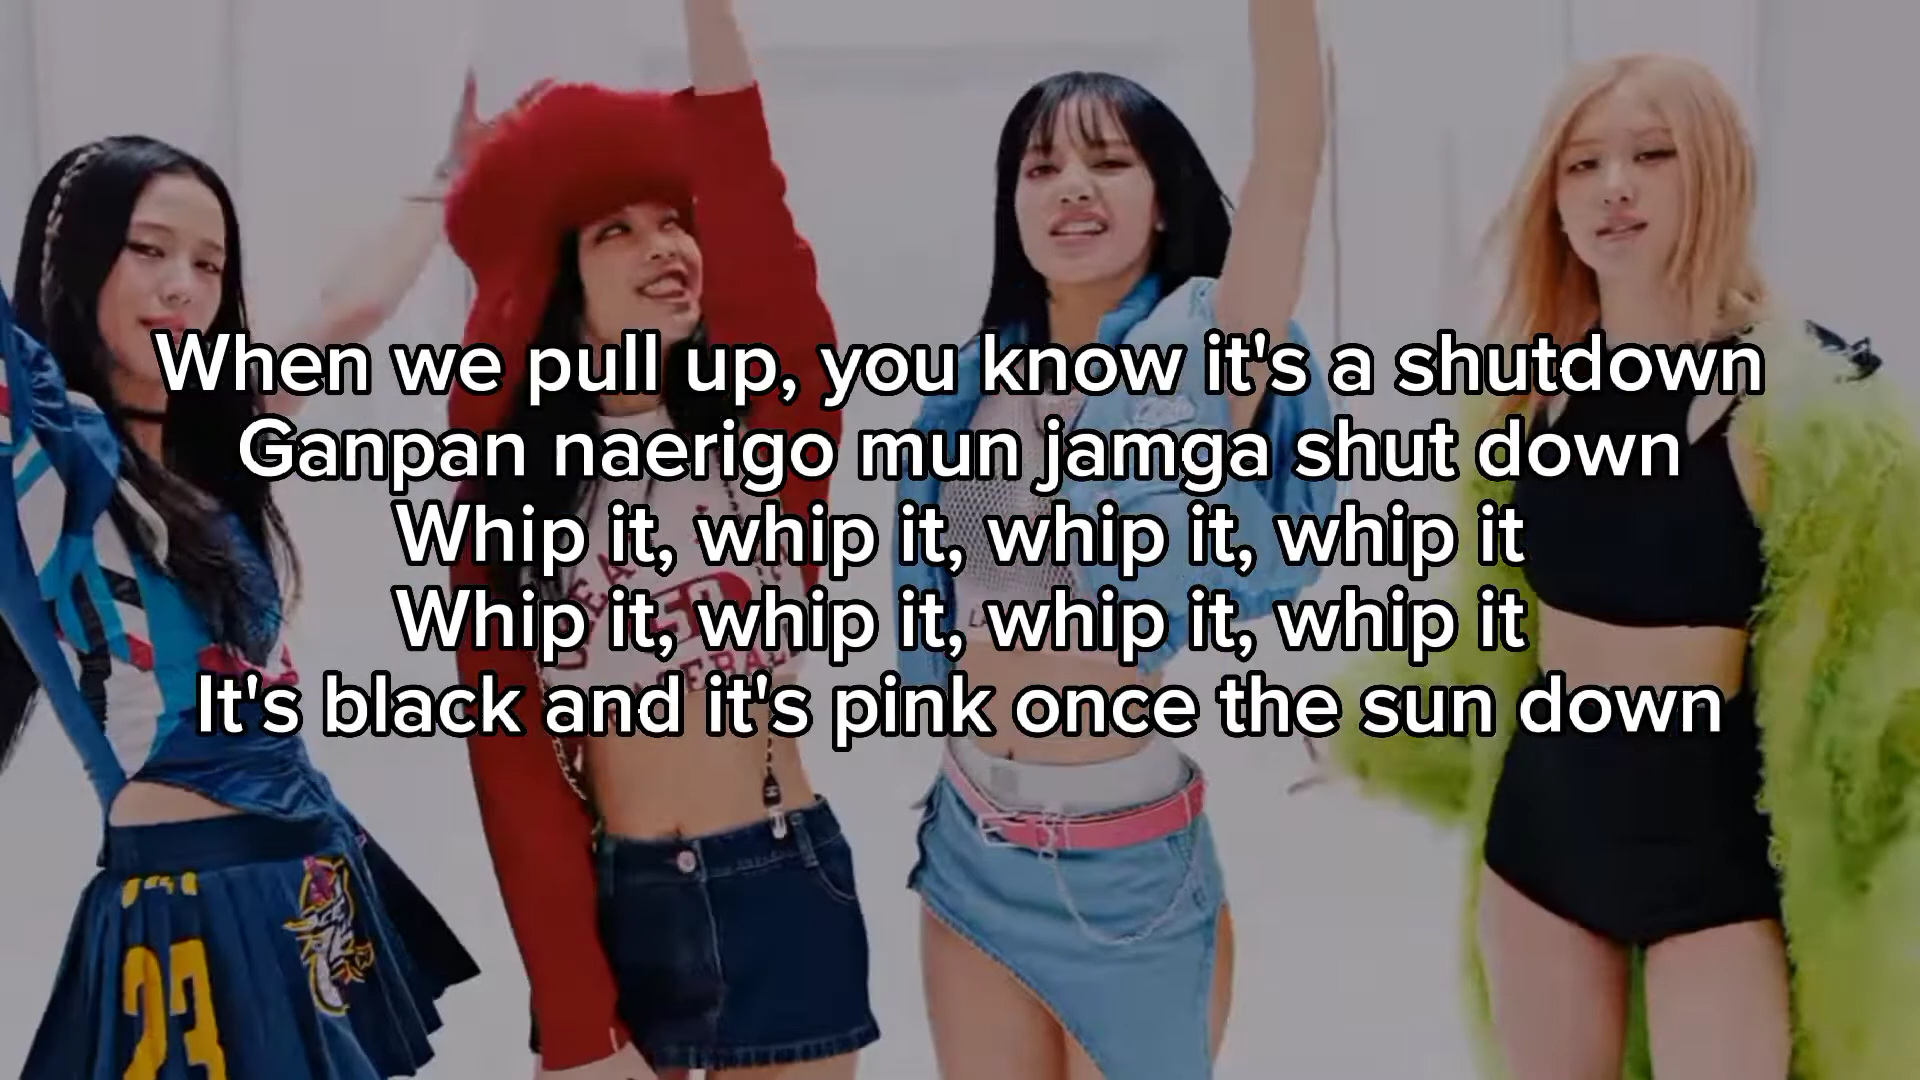 When we pull up, you know it's a shutdown
Ganpan naerigo mun jamga shut down
Whip it, whip it, whip it, whip it
Whip it, whip it, whip it, whip it
It's black and it's pink once the sun down
23